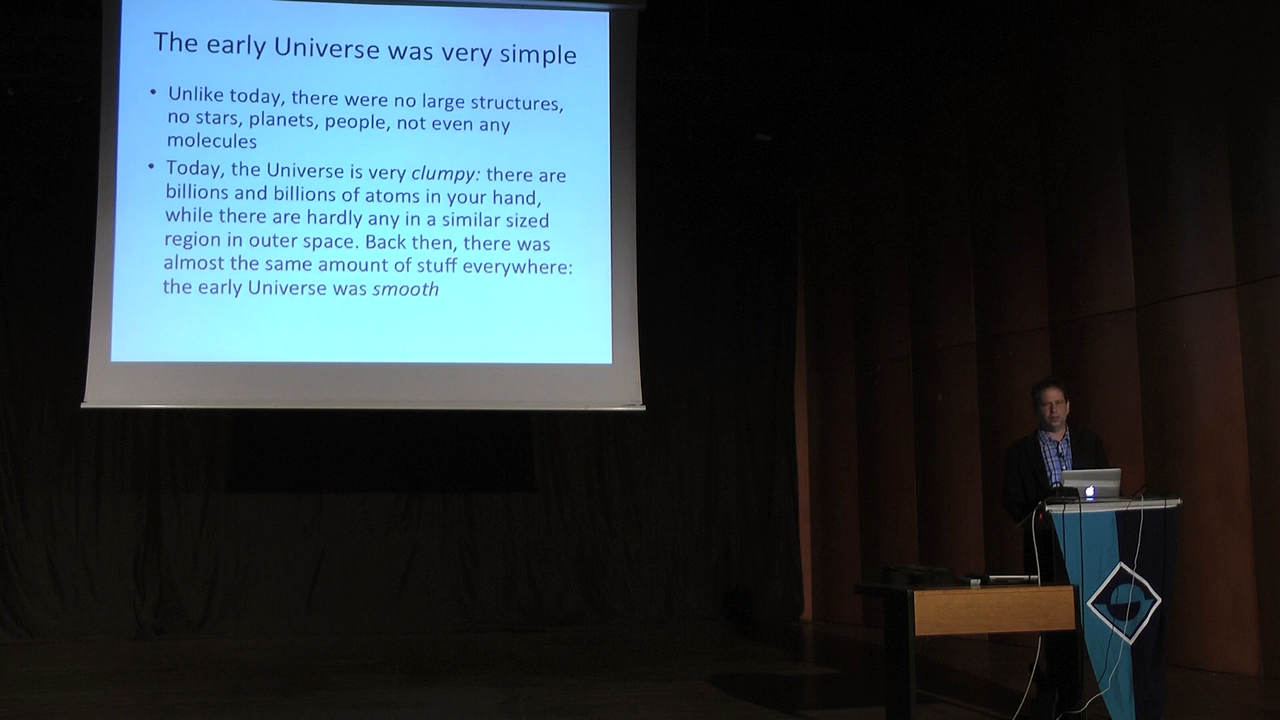 The early Universe was very simple
• Unlike today, there were no large structures,
no stars, planets, people, not even any
molecules
• Today, the Universe is very clumpy: there are
billions and billions of atoms in your hand,
while there are hardly any in a similar sized
region in outer space. Back then, there was
almost the same amount of stuff everywhere:
the early Universe was smooth